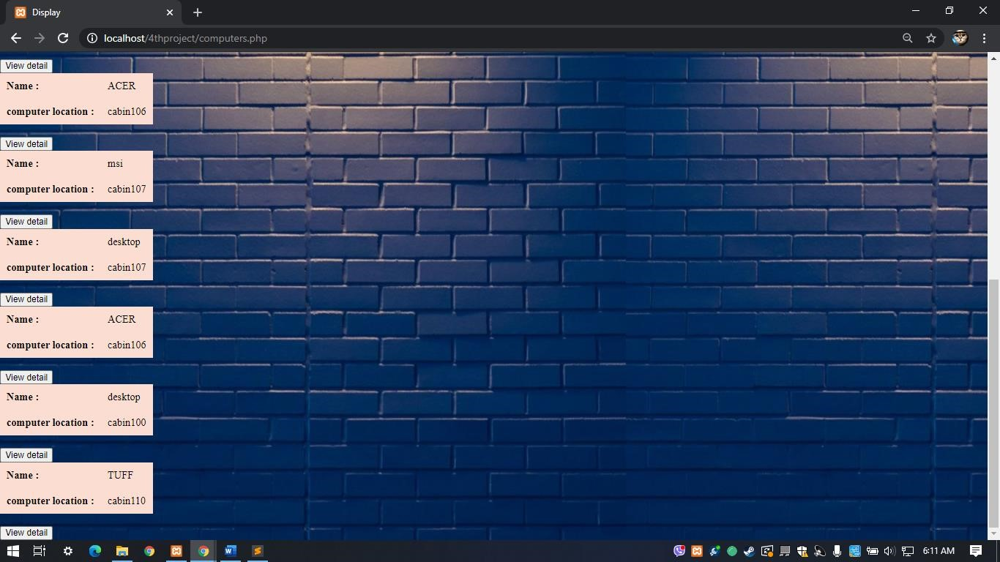 Display
localhost/4thproject/computers.php
View detail
Name : ACER
computer location : cabin106
View detail
Name : msi
computer location : cabin107
View detail
Name : desktop
computer location : cabin107
View detail
Name : ACER
computer location : cabin106
View detail
Name : desktop
computer location : cabin100
View detail
Name : TUFF
computer location : cabin110
View detail
6:11 AM